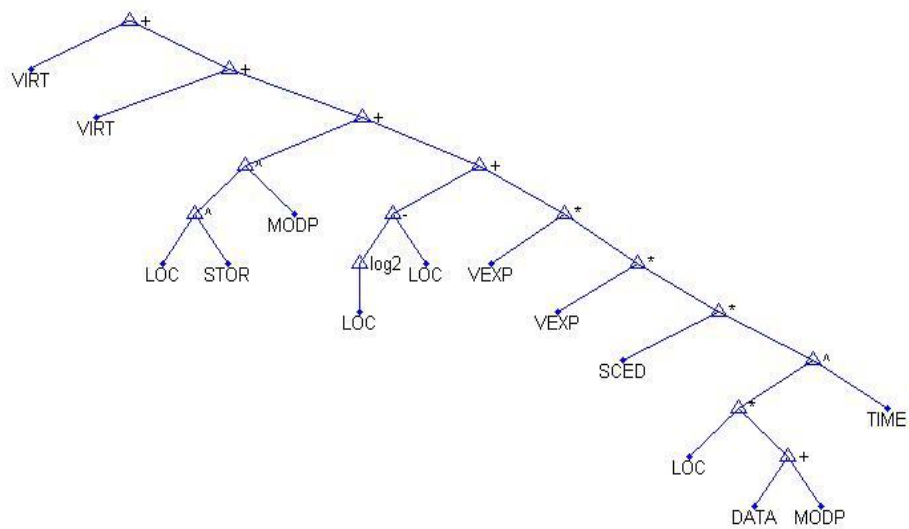 +
VIRT
+
VIRT
+
^
+
^
MODP
-
*
LOC
STOR
log2
LOC
VEXP
*
LOC
VEXP
*
SCED
^
*
TIME
LOC
+
DATA
MODP